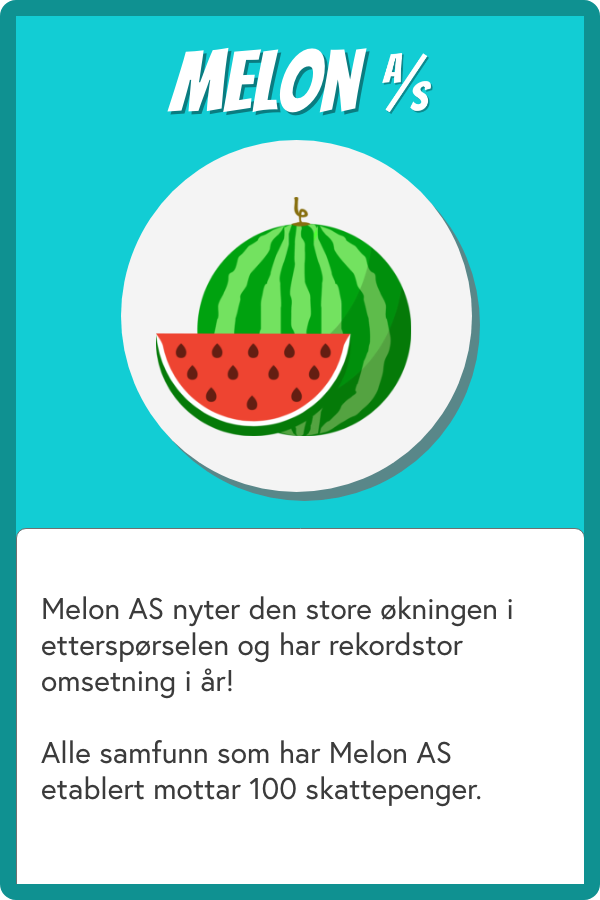 MELON A/S
Melon AS nyter den store økningen i
etterspørselen og har rekordstor
omsetning i år!
Alle samfunn som har Melon AS
etablert mottar 100 skattepenger.